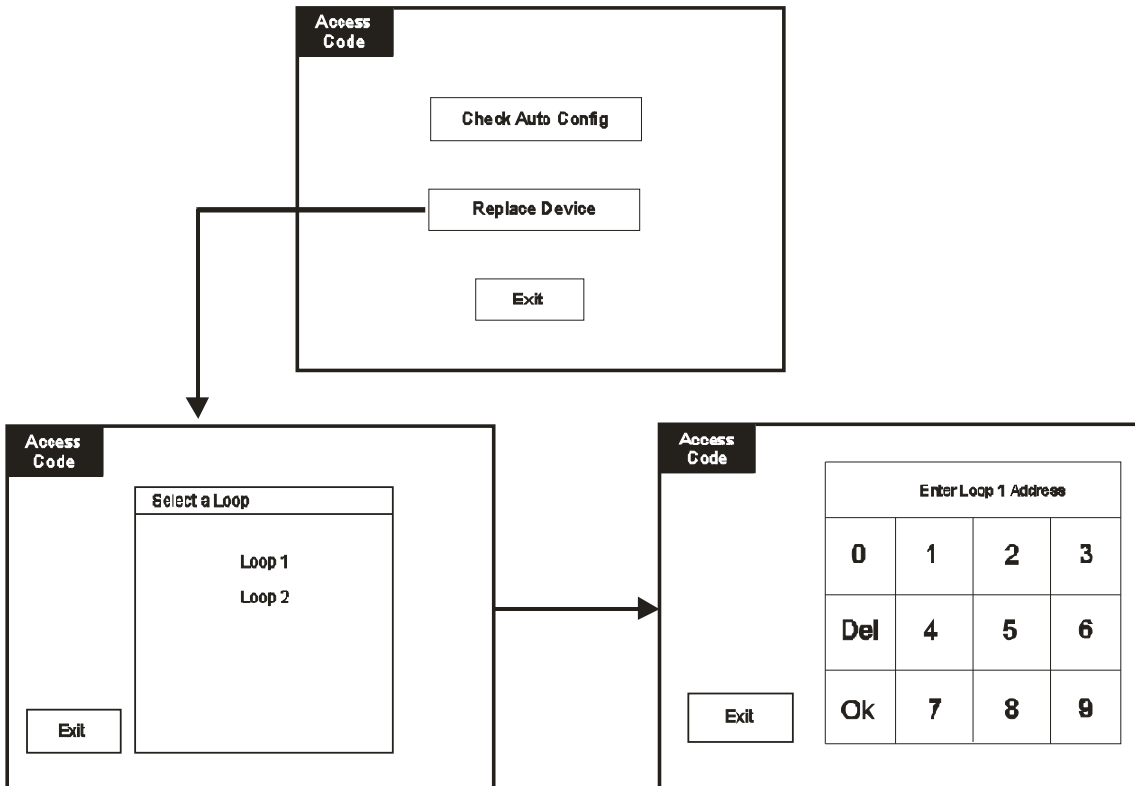 Access
Code
Check Auto Config
Replace Device
Exit
Access
Code
Select a Loop
Loop 1
Loop 2
Exit
Access
Code
Enter Loop 1 Address
0 1 2 3
Del 4 5 6
Ok 7 8 9
Exit